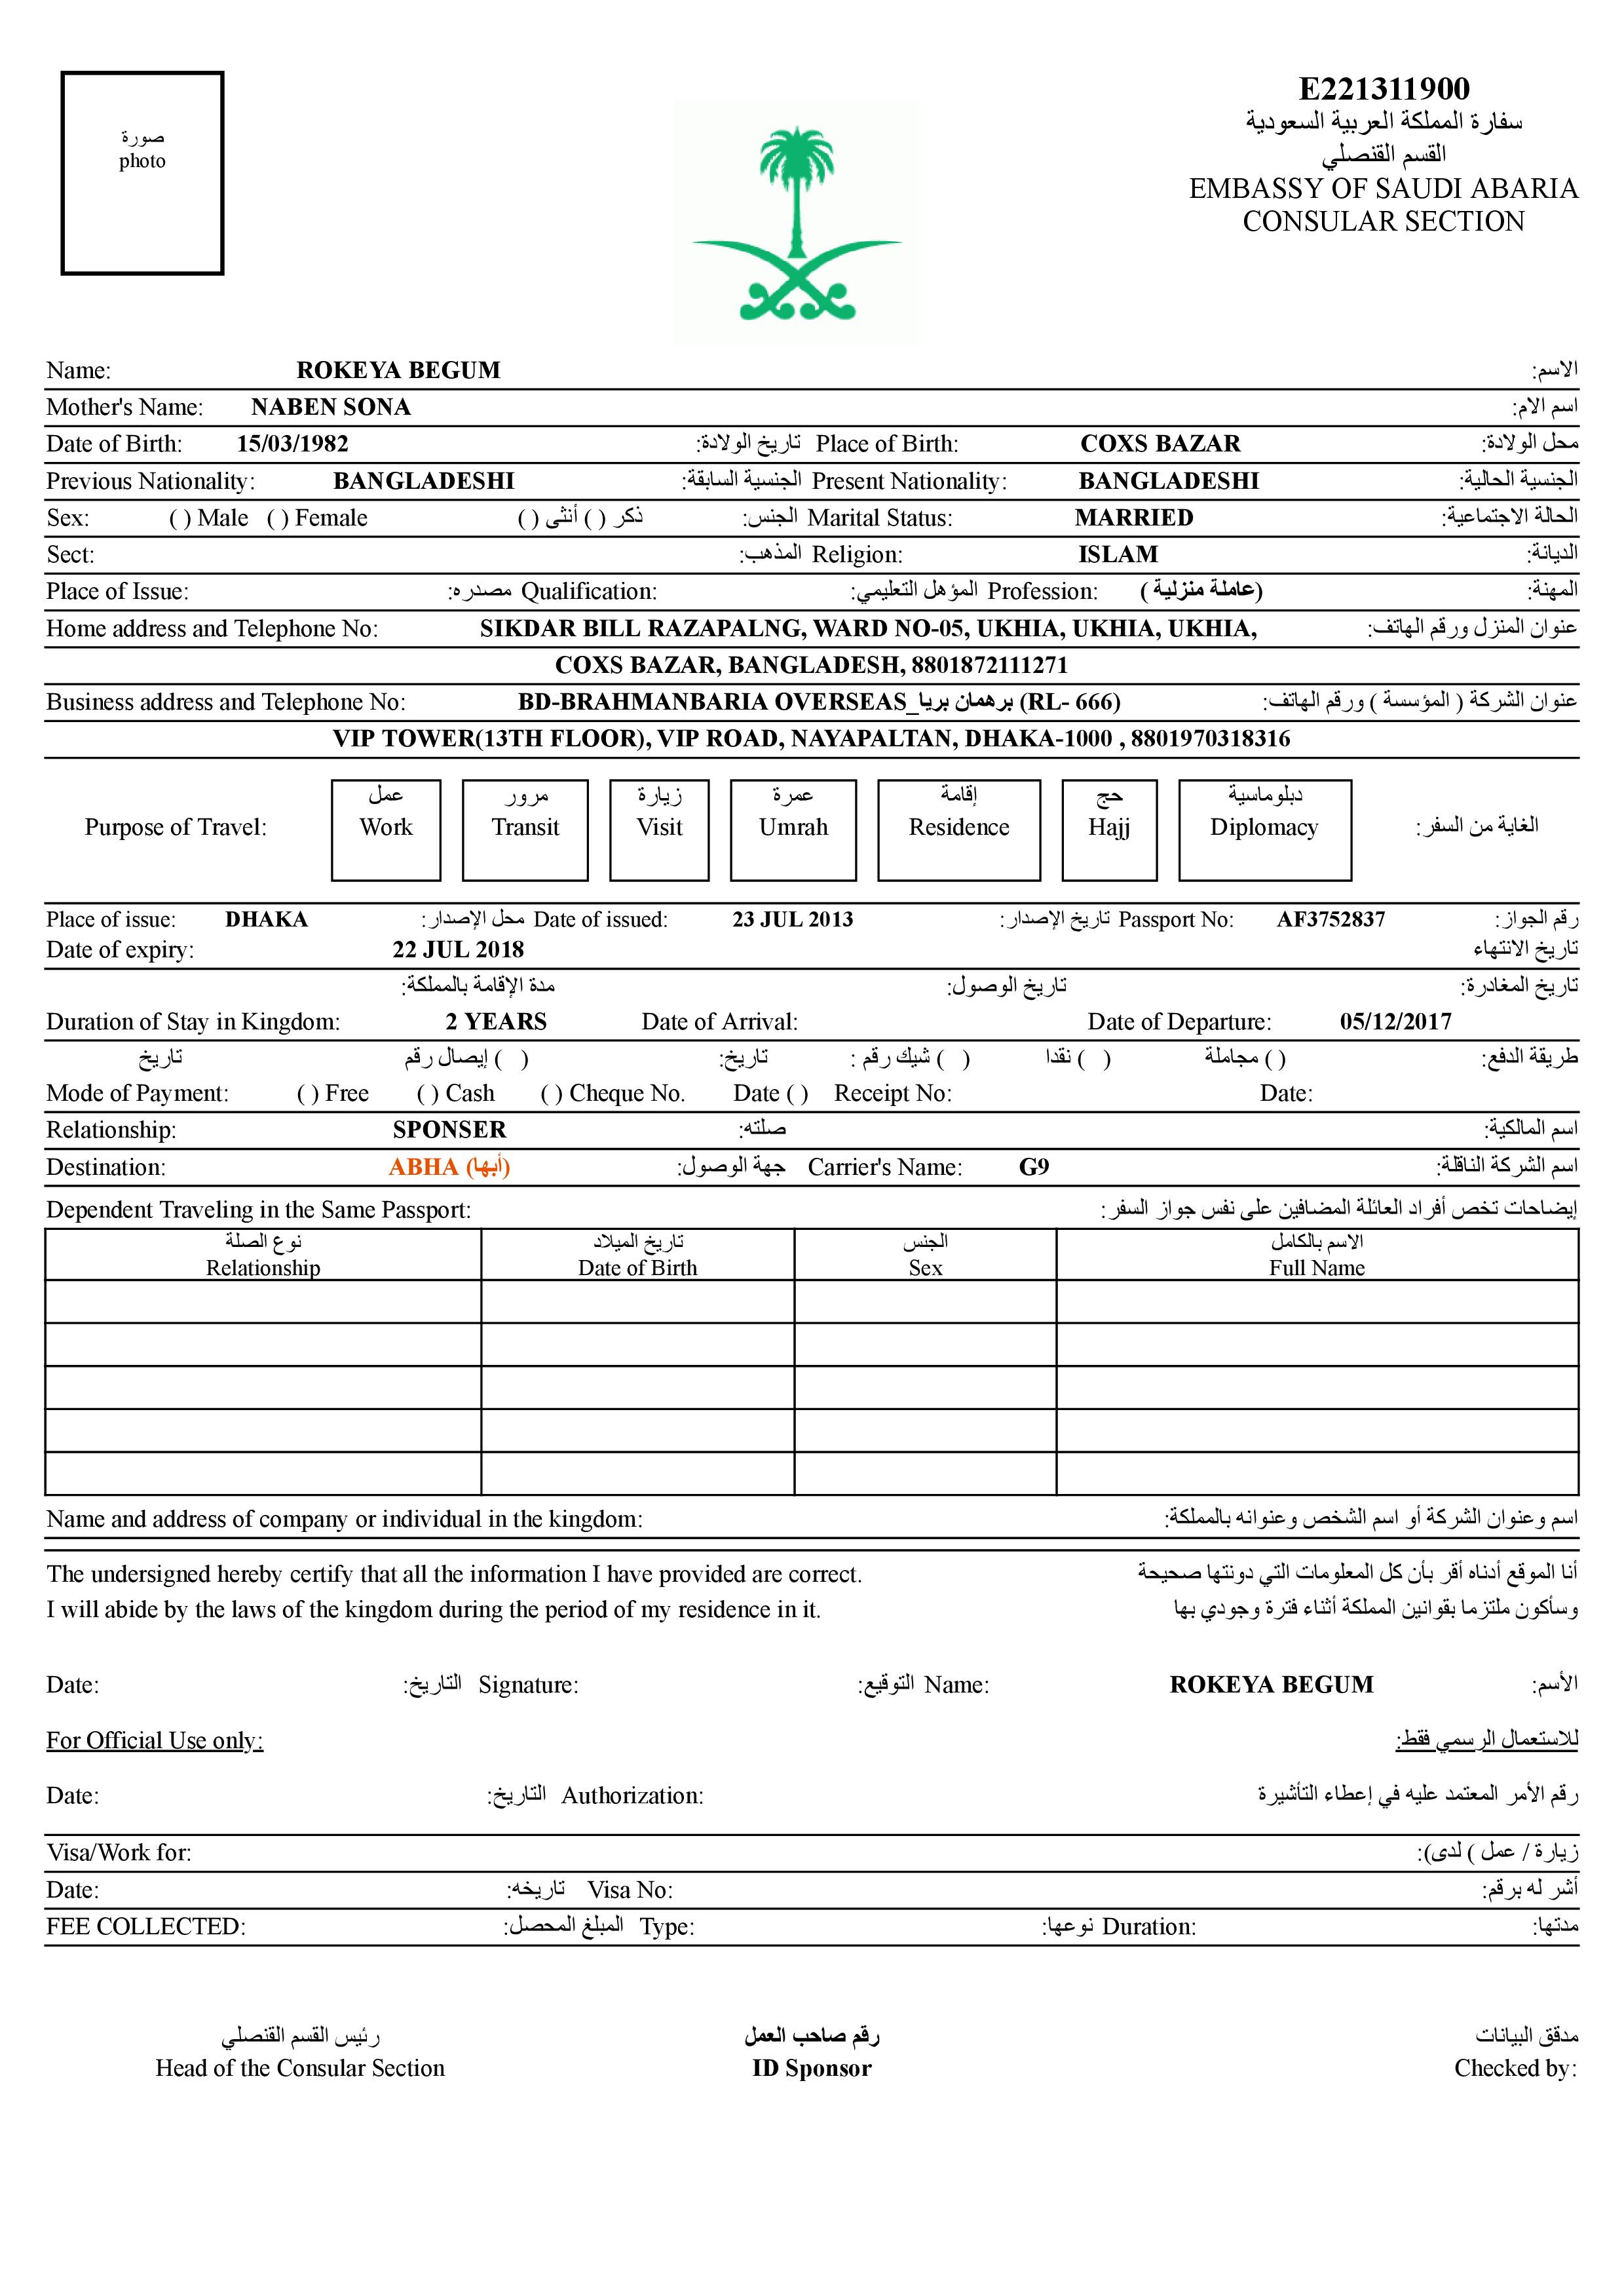 صورة
photo
E221311900
سفارة المملكة العربية السعودية
القسم القنصلي
EMBASSY OF SAUDI ABARIA
CONSULAR SECTION
Name: ROKEYA BEGUM الاسم:
Mother's Name: NABEN SONA اسم الام:
Date of Birth: 15/03/1982 تاريخ الولادة: Place of Birth: COXS BAZAR محل الولادة:
Previous Nationality: BANGLADESHI الجنسية السابقة: Present Nationality: BANGLADESHI الجنسية الحالية:
Sex: ( ) Male ( ) Female ذكر ( ) أنثى ( ) الجنس: Marital Status: MARRIED الحالة الاجتماعية:
Sect: المذهب: Religion: ISLAM الديانة:
Place of Issue: مصدره: Qualification: المؤهل التعليمي: Profession: (عاملة منزلية ) المهنة:
Home address and Telephone No: SIKDAR BILL RAZAPALNG, WARD NO-05, UKHIA, UKHIA, UKHIA, عنوان المنزل ورقم الهاتف:
COXS BAZAR, BANGLADESH, 8801872111271
Business address and Telephone No: BD-BRAHMANBARIA OVERSEAS_برهمان بريا (RL- 666) عنوان الشركة ( المؤسسة ) ورقم الهاتف:
VIP TOWER(13TH FLOOR), VIP ROAD, NAYAPALTAN, DHAKA-1000 , 8801970318316
عمل مرور زيارة عمرة إقامة حج دبلوماسية
Purpose of Travel: Work Transit Visit Umrah Residence Hajj Diplomacy الغاية من السفر:
Place of issue: DHAKA محل الإصدار: Date of issued: 23 JUL 2013 تاريخ الإصدار: Passport No: AF3752837 رقم الجواز:
Date of expiry: 22 JUL 2018 تاريخ الانتهاء
مدة الإقامة بالمملكة: تاريخ الوصول: تاريخ المغادرة:
Duration of Stay in Kingdom: 2 YEARS Date of Arrival: Date of Departure: 05/12/2017
طريقة الدفع: ( ) مجاملة ( ) نقدا ( ) شيك رقم : تاريخ: ( ) إيصال رقم تاريخ
Mode of Payment: ( ) Free ( ) Cash ( ) Cheque No. Date ( ) Receipt No: Date:
Relationship: SPONSER صلته: اسم المالكية:
Destination: ABHA (أبها) جهة الوصول: Carrier's Name: G9 اسم الشركة الناقلة:
Dependent Traveling in the Same Passport: إيضاحات تخص أفراد العائلة المضافين على نفس جواز السفر:
نوع الصلة تاريخ الميلاد الجنس الاسم بالكامل
Relationship Date of Birth Sex Full Name
Name and address of company or individual in the kingdom: اسم وعنوان الشركة أو اسم الشخص وعنوانه بالمملكة:
The undersigned hereby certify that all the information I have provided are correct. أنا الموقع أدناه أقر بأن كل المعلومات التي دونتها صحيحة
I will abide by the laws of the kingdom during the period of my residence in it. وسأكون ملتزما بقوانين المملكة أثناء فترة وجودي بها
Date: التاريخ: Signature: التوقيع: Name: ROKEYA BEGUM الأسم:
For Official Use only: للاستعمال الرسمي فقط:
Date: التاريخ: Authorization: رقم الأمر المعتمد عليه في إعطاء التأشيرة
Visa/Work for: زيارة / عمل ) لدى):
Date: تاريخه: Visa No: أشر له برقم:
FEE COLLECTED: المبلغ المحصل: Type: نوعها: Duration: مدتها:
رئيس القسم القنصلي رقم صاحب العمل مدقق البيانات
Head of the Consular Section ID Sponsor Checked by: